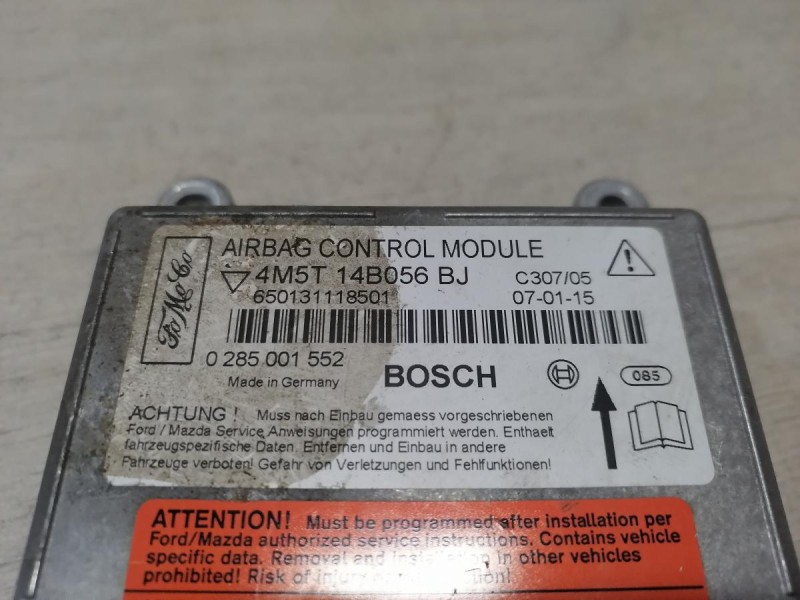 FoMoCo
AIRBAG CONTROL MODULE
4M5T 14B056 BJ
C307/05
650131118501
07-01-15
0 285 001 552
Made in Germany
BOSCH
085
ACHTUNG ! Muss nach Einbau gemaess vorgeschriebenen
Ford / Mazda Service Anweisungen programmiert werden. Enthaelt
fahrzeugspezifische Daten. Entfernen und Einbau in andere
Fahrzeuge verboten! Gefahr von Verletzungen und Fehlfunktionen!
ATTENTION! Must be programmed after installation per
Ford/Mazda authorized service instructions. Contains vehicle
specific data. Removal and installation in other vehicles
prohibited! Risk of injury